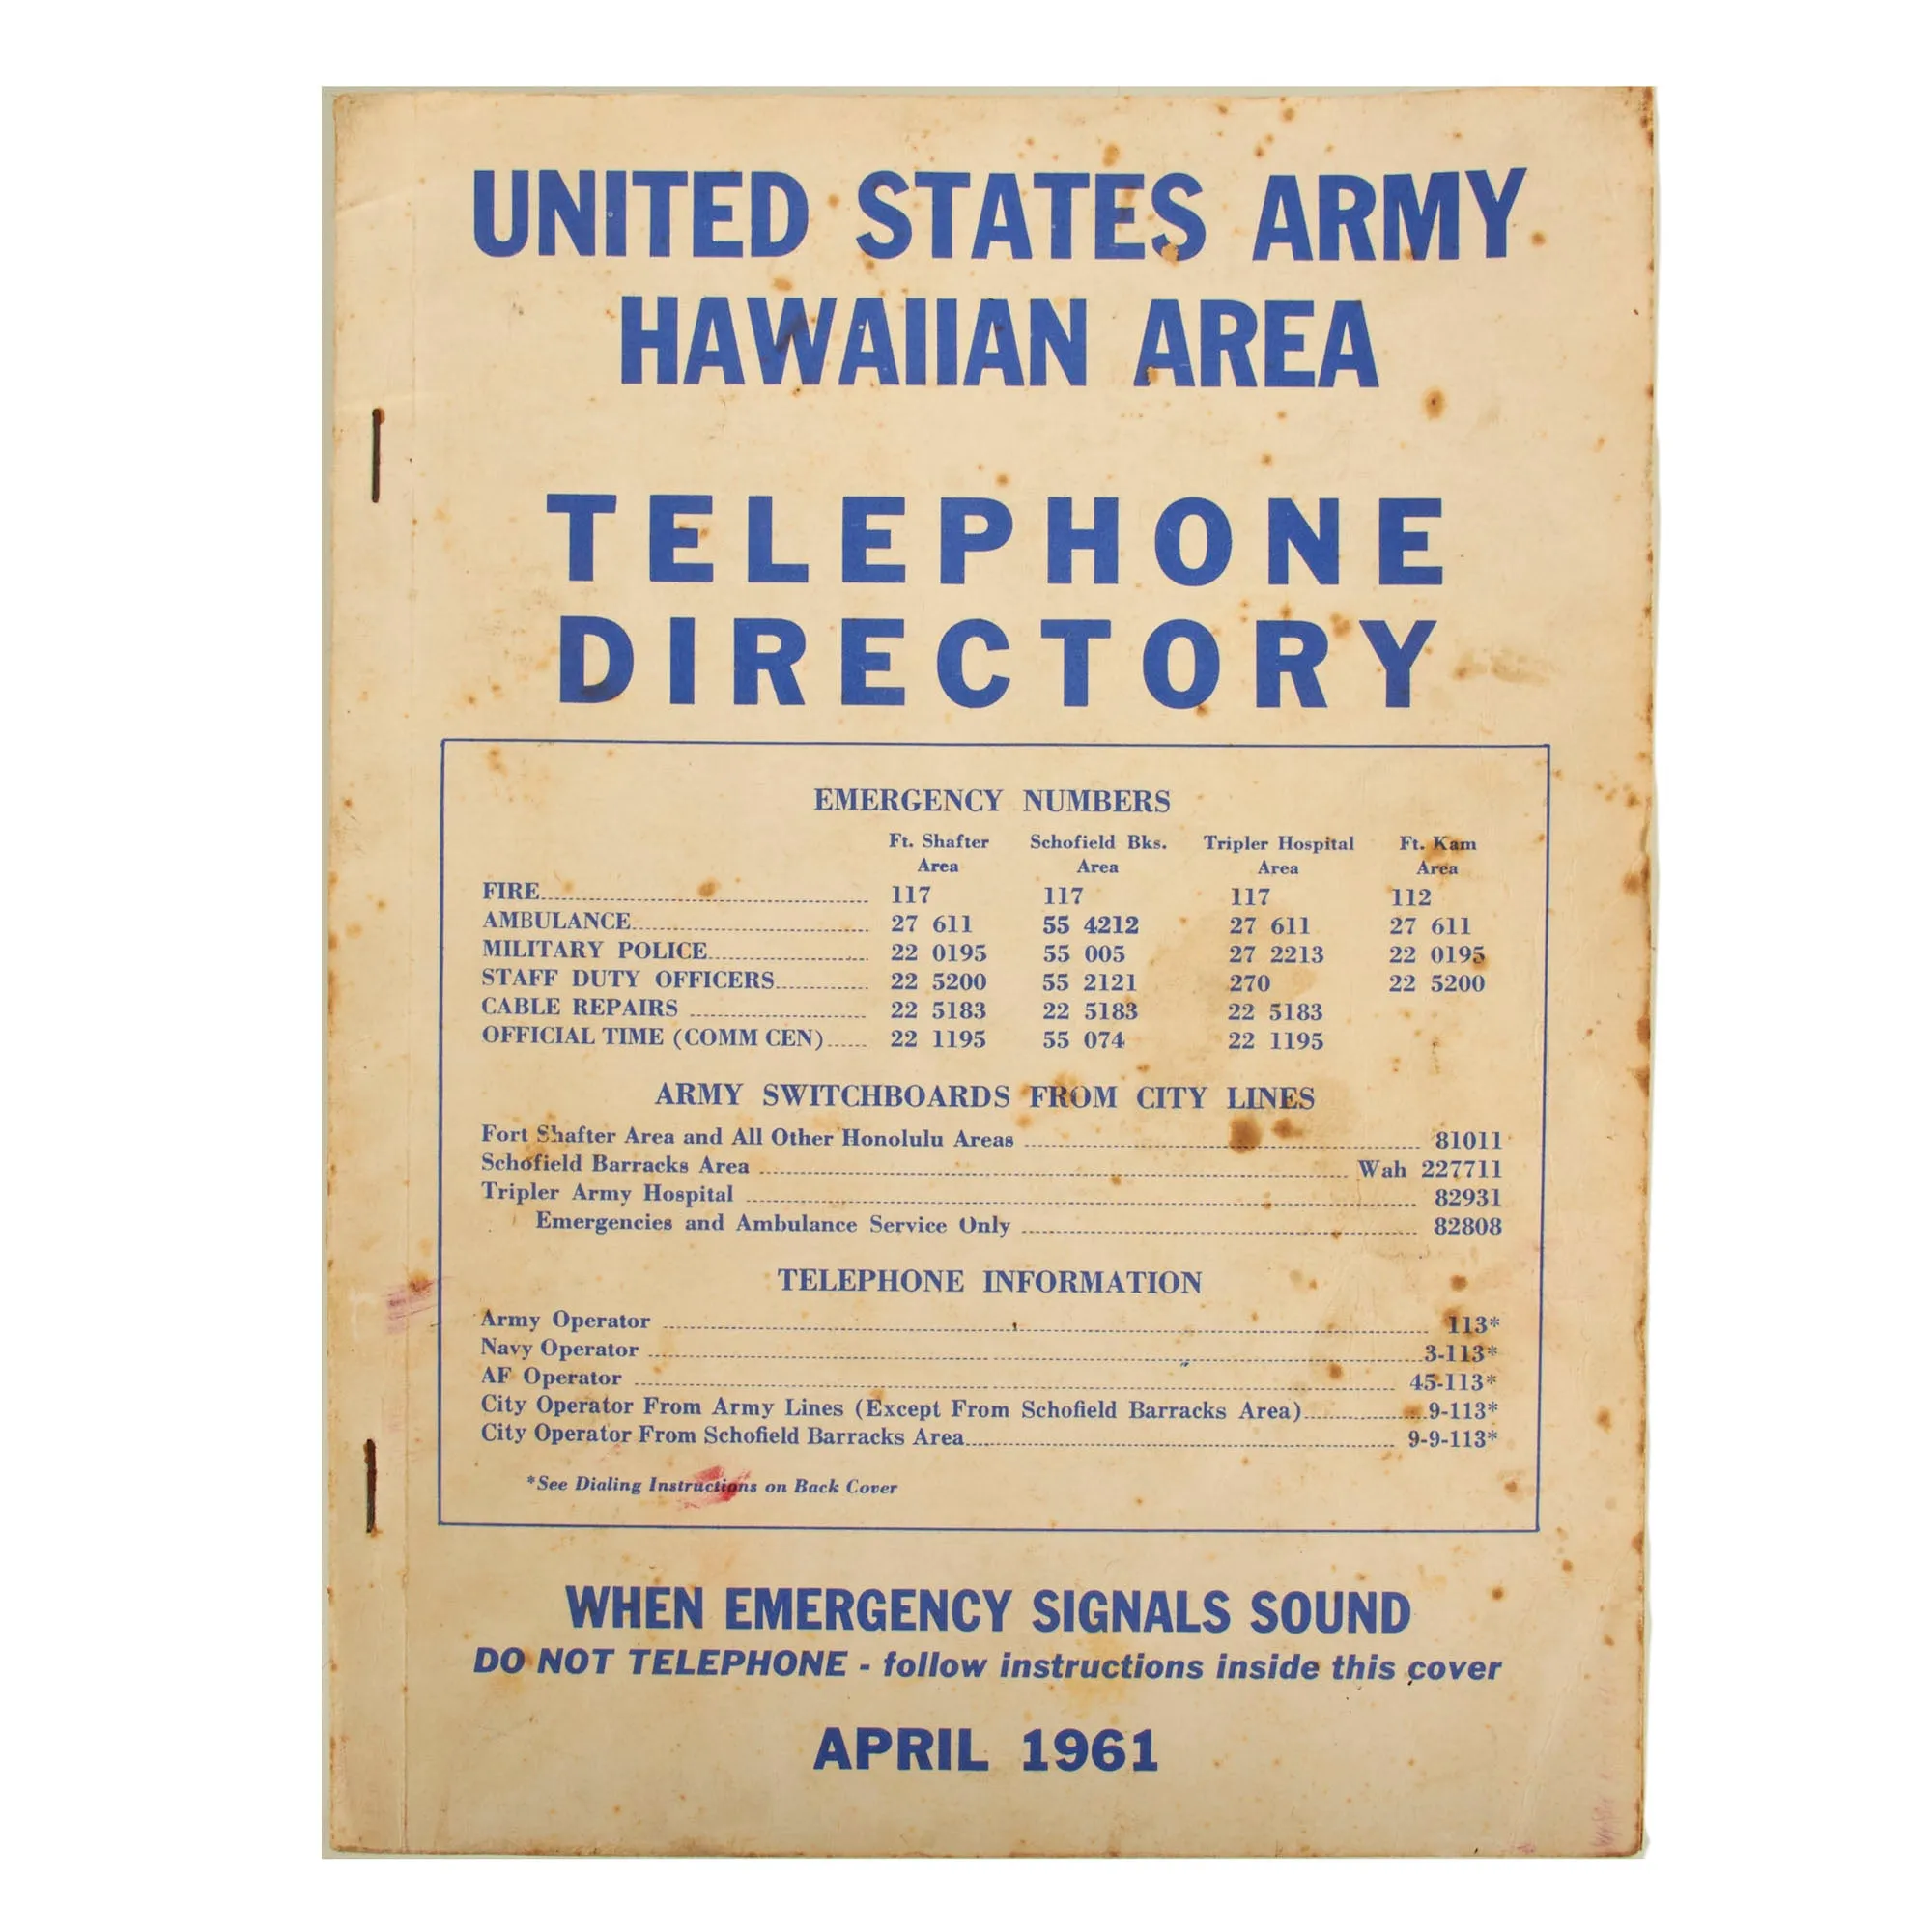 UNITED STATES ARMY
HAWAIIAN AREA
TELEPHONE
DIRECTORY
EMERGENCY NUMBERS
Ft. Shafter Schofield Bks. Tripler Hospital Ft. Kam
Area Area Area Area
FIRE 117 117 117 112
AMBULANCE 27 611 55 4212 27 611 27 611
MILITARY POLICE 22 0195 55 005 27 2213 22 0195
STAFF DUTY OFFICERS 22 5200 55 2121 270 22 5200
CABLE REPAIRS 22 5183 22 5183 22 5183
OFFICIAL TIME (COMM CEN) 22 1195 55 074 22 1195
ARMY SWITCHBOARDS FROM CITY LINES
Fort Shafter Area and All Other Honolulu Areas 81011
Schofield Barracks Area Wah 227711
Tripler Army Hospital 82931
Emergencies and Ambulance Service Only 82808
TELEPHONE INFORMATION
Army Operator 113*
Navy Operator 3-113*
AF Operator 45-113*
City Operator From Army Lines (Except From Schofield Barracks Area) 9-113*
City Operator From Schofield Barracks Area 9-9-113*
*See Dialing Instructions on Back Cover
WHEN EMERGENCY SIGNALS SOUND
DO NOT TELEPHONE - follow instructions inside this cover
APRIL 1961